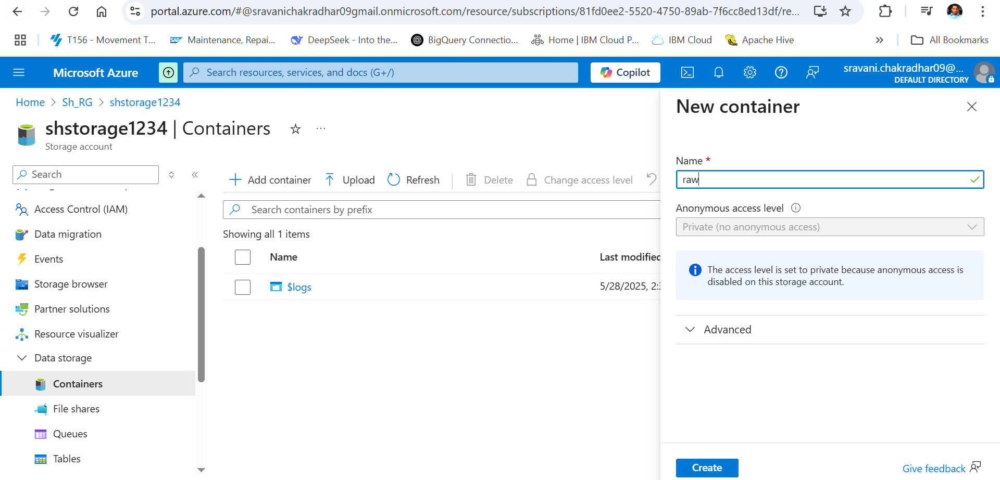 portal.azure.com/#@sravanichakradhar09gmail.onmicrosoft.com/resource/subscriptions/81fd0ee2-5520-4750-89ab-7f6cc8ed13df/re...
T156 - Movement T...
SAP Maintenance, Repai...
DeepSeek - Into the...
BigQuery Connectio...
Home | IBM Cloud P...
IBM Cloud
Apache Hive
All Bookmarks
Microsoft Azure
Search resources, services, and docs (G+/)
Copilot
sravani.chakradhar09@...
DEFAULT DIRECTORY
Home > Sh_RG > shstorage1234
shstorage1234 | Containers
Storage account
Search
Access Control (IAM)
Data migration
Events
Storage browser
Partner solutions
Resource visualizer
Data storage
Containers
File shares
Queues
Tables
Add container
Upload
Refresh
Delete
Change access level
Search containers by prefix
Showing all 1 items
Name
Last modified
$logs
5/28/2025, 2:
New container
Name *
raw
Anonymous access level
Private (no anonymous access)
The access level is set to private because anonymous access is
disabled on this storage account.
Advanced
Create
Give feedback